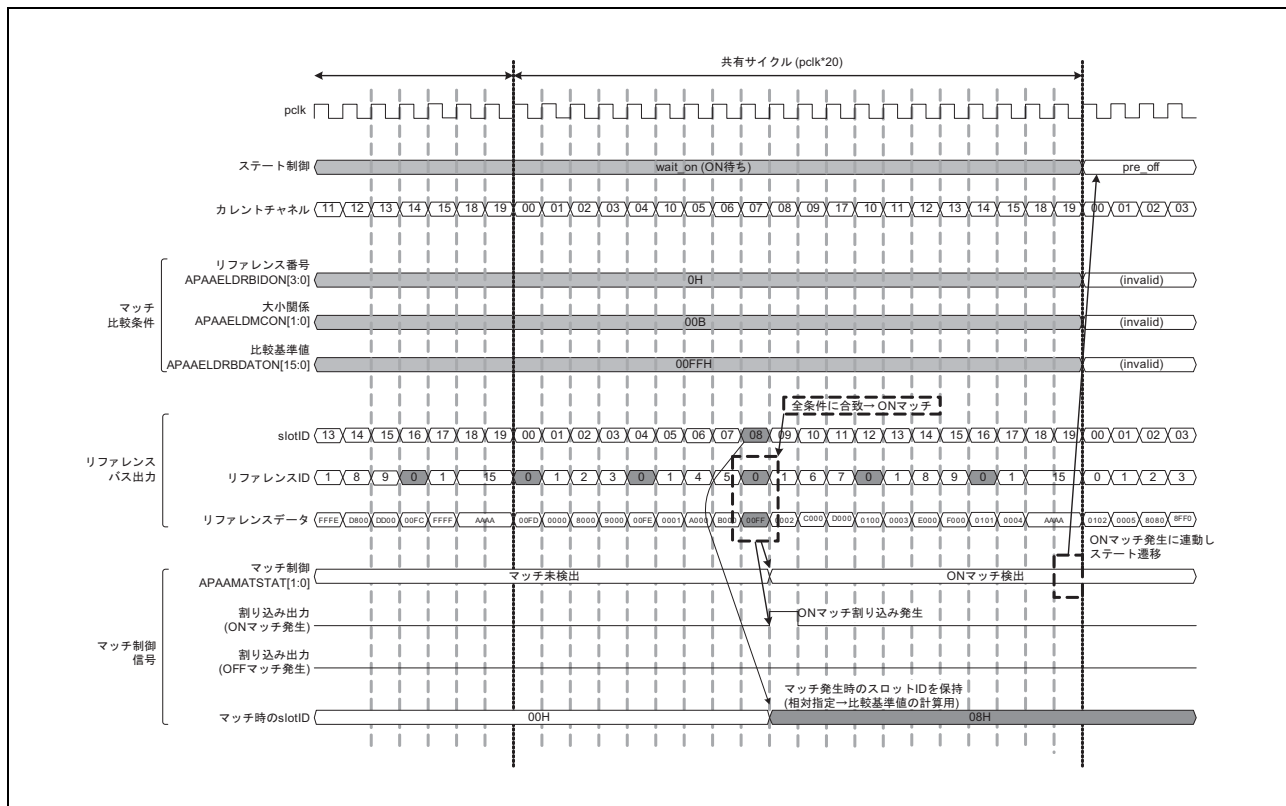 共有サイクル (pclk*20)
pclk
ステート制御
wait_on (ON待ち)
pre_off
カレントチャネル
11 12 13 14 15 18 19 00 01 02 03 04 10 05 06 07 08 09 17 10 11 12 13 14 15 18 19 00 01 02 03
マッチ
比較条件
リファレンス番号
APAAELDRBIDON[3:0]
0H
(invalid)
大小関係
APAAELDMCON[1:0]
00B
(invalid)
比較基準値
APAAELDRBDATON[15:0]
00FFH
(invalid)
全条件に合致→ ONマッチ
リファレンス
バス出力
slotID
13 14 15 16 17 18 19 00 01 02 03 04 05 06 07 08 09 10 11 12 13 14 15 16 17 18 19 00 01 02 03
リファレンスID
1 8 9 0 1 15 0 1 2 3 0 1 4 5 0 1 6 7 0 1 8 9 0 1 15 0 1 2 3
リファレンスデータ
FFFE D800 DD00 00FC FFFF AAAA 00FD 0000 8000 9000 00FE 0001 A000 B000 00FF 0002 C000 D000 0100 0003 E000 F000 0101 0004 AAAA 0102 0005 8080 8FF0
ONマッチ発生に連動し
ステート遷移
マッチ制御
信号
マッチ制御
APAAMATSTAT[1:0]
マッチ未検出
ONマッチ検出
割り込み出力
(ONマッチ発生)
ONマッチ割り込み発生
割り込み出力
(OFFマッチ発生)
マッチ発生時のスロットIDを保持
(相対指定→比較基準値の計算用)
マッチ時のslotID
00H
08H